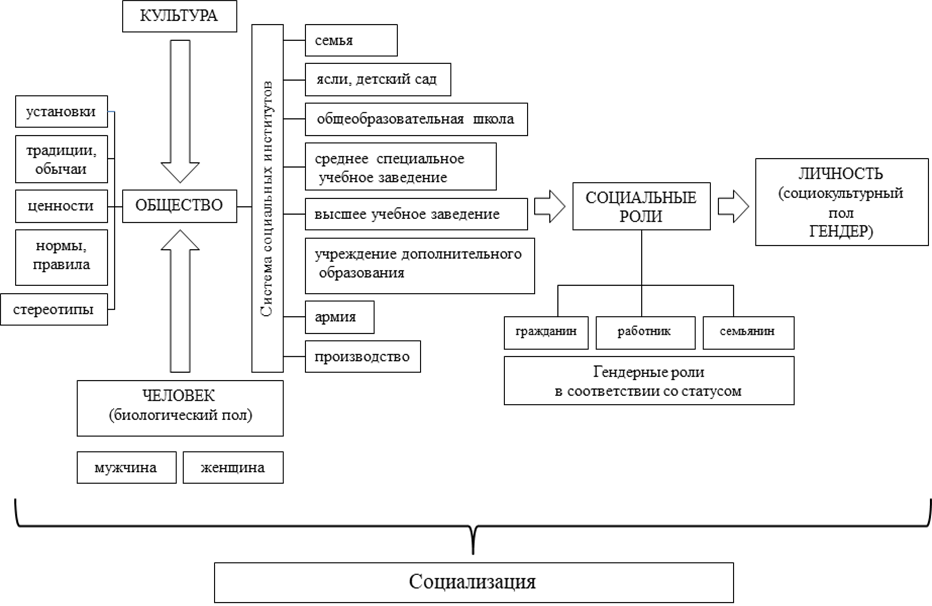 КУЛЬТУРА
установки
традиции,
обычаи
ценности
нормы,
правила
стереотипы
ОБЩЕСТВО
ЧЕЛОВЕК
(биологический пол)
мужчина
женщина
Система социальных институтов
семья
ясли, детский сад
общеобразовательная школа
среднее специальное
учебное заведение
высшее учебное заведение
учреждение дополнительного
образования
армия
производство
СОЦИАЛЬНЫЕ
РОЛИ
гражданин
работник
семьянин
Гендерные роли
в соответствии со статусом
ЛИЧНОСТЬ
(социокультурный
пол
ГЕНДЕР)
Социализация